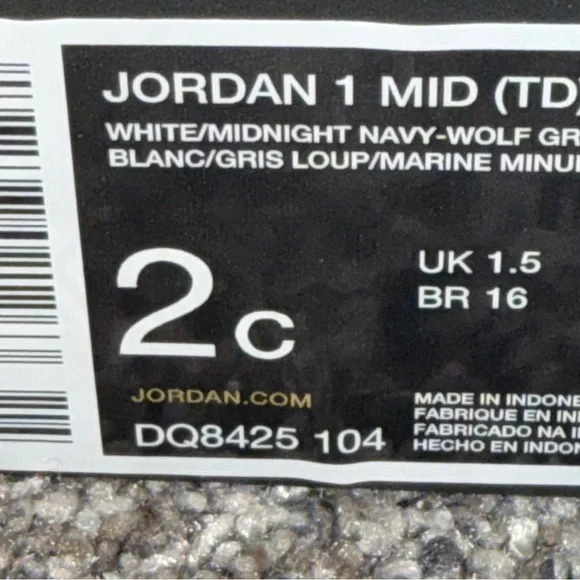 JORDAN 1 MID (TD)
WHITE/MIDNIGHT NAVY-WOLF GR
BLANC/GRIS LOUP/MARINE MINUI
2c
UK 1.5
BR 16
JORDAN.COM
DQ8425 104
MADE IN INDONE
FABRIQUE EN IN
FABRICADO NA I
HECHO EN INDON